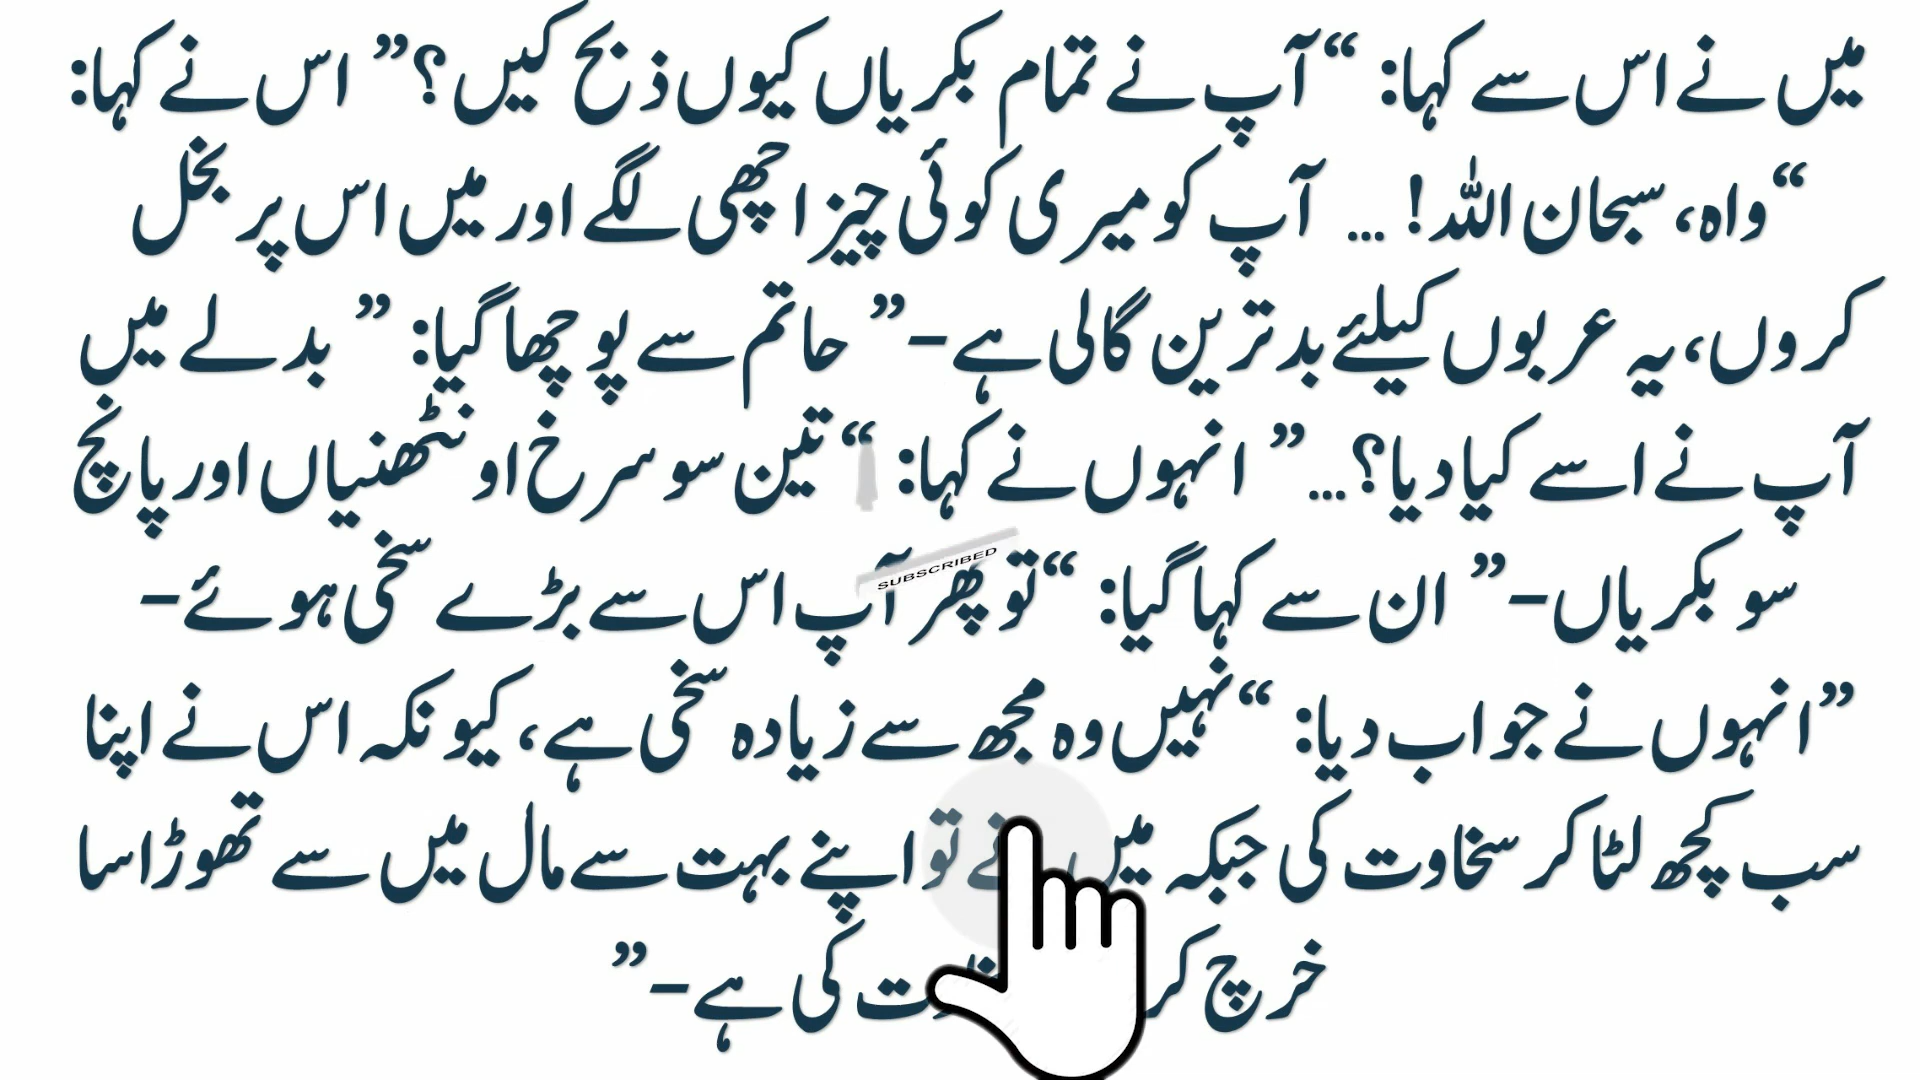 میں نے اس سے کہا: “آپ نے تمام بکریاں کیوں ذبح کیں؟” اس نے کہا:
“واہ، سبحان اللہ! ... آپ کو میری کوئی چیز اچھی لگے اور میں اس پر بخل
کروں، یہ عربوں کیلئے بدترین گالی ہے-” حاتم سے پوچھا گیا: ” بدلے میں
آپ نے اسے کیا دیا؟...” انہوں نے کہا: “تین سو سرخ اونٹھنیاں اور پانچ
سو بکریاں-” ان سے کہا گیا: “تو پھر آپ اس سے بڑے سخی ہوئے-
SUBSCRIBED
”انہوں نے جواب دیا: “نہیں وہ مجھ سے زیادہ سخی ہے، کیونکہ اس نے اپنا
سب کچھ لٹا کر سخاوت کی جبکہ میں نے تو اپنے بہت سے مال میں سے تھوڑا سا
خرچ کر کی ہے-”